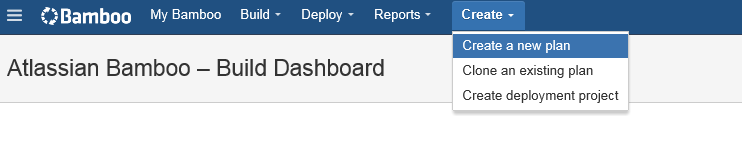 Bamboo My Bamboo Build Deploy Reports Create
Create a new plan
Clone an existing plan
Create deployment project
Atlassian Bamboo – Build Dashboard